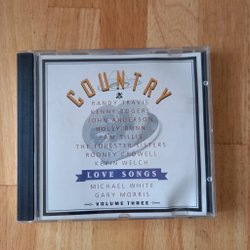 COUNTRY
RANDY TRAVIS
KENNY ROGERS
JOHN ANDERSON
HOLLY DUNN
PAM TILLIS
THE FORESTER SISTERS
RODNEY CROWELL
KEVIN WELCH
LOVE SONGS
MICHAEL WHITE
GARY MORRIS
VOLUME THREE